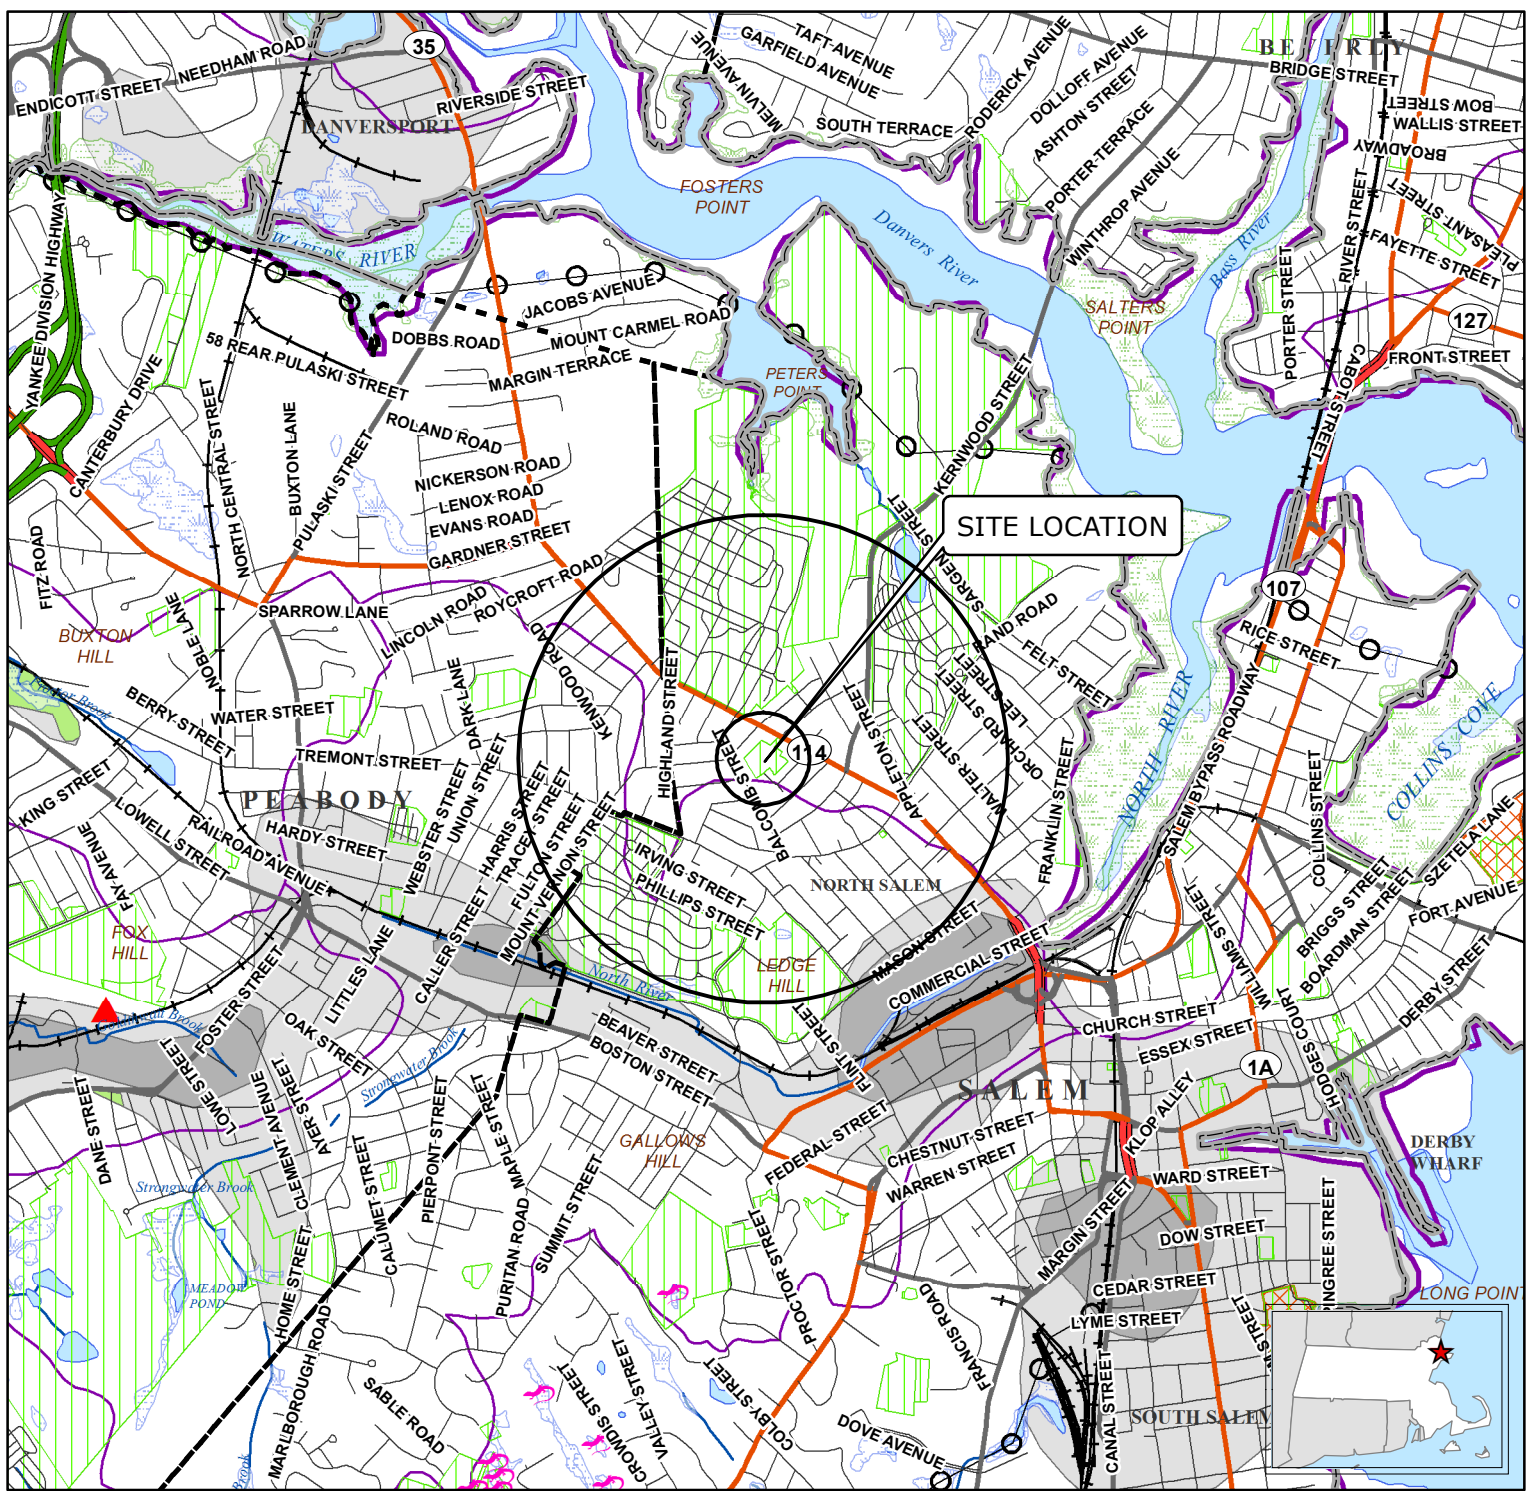 35
NEEDHAM ROAD
ENDICOTT STREET
RIVERSIDE STREET
DANVERSPORT
TAFT AVENUE
GARFIELD AVENUE
MELVIN AVENUE
SOUTH TERRACE
RODERICK AVENUE
DOLLOFF AVENUE
ASHTON STREET
PORTER TERRACE
WINTHROP AVENUE
BEVERLY
BRIDGE STREET
BOW STREET
WALLIS STREET
BROADWAY
PLEASANT STREET
FAYETTE STREET
RIVER STREET
PORTER STREET
127
FRONT STREET
CABOT STREET
FOSTERS
POINT
Danvers River
Bass River
SALTERS
POINT
WATERS RIVER
YANKEE DIVISION HIGHWAY
JACOBS AVENUE
MOUNT CARMEL ROAD
DOBBS ROAD
MARGIN TERRACE
58 REAR PULASKI STREET
PETERS
POINT
CANTERBURY DRIVE
NORTH CENTRAL STREET
BUXTON LANE
PULASKI STREET
ROLAND ROAD
NICKERSON ROAD
LENOX ROAD
EVANS ROAD
GARDNER STREET
KERNWOOD STREET
SITE LOCATION
SARGENT STREET
FITZ ROAD
BUXTON
HILL
NOBLE LANE
SPARROW LANE
LINCOLN ROAD
ROYCROFT ROAD
KENWOOD ROAD
HIGHLAND STREET
RAND ROAD
FELT STREET
LEE STREET
ORCHARD STREET
WALTER STREET
APPLETON STREET
107
RICE STREET
NORTH RIVER
COLLINS COVE
SALEM BYPASS ROADWAY
Proctor Brook
BERRY STREET
WATER STREET
TREMONT STREET
DARK LANE
UNION STREET
WEBSTER STREET
HARRIS STREET
TRACEY STREET
FULTON STREET
MOUNT VERNON STREET
PEABODY
KING STREET
LOWELL STREET
RAILROAD AVENUE
HARDY STREET
FAY AVENUE
114
BALCOMB STREET
IRVING STREET
PHILLIPS STREET
NORTH SALEM
FRANKLIN STREET
COLLINS STREET
SZETELA LANE
FORT AVENUE
BRIGGS STREET
BOARDMAN STREET
DERBY STREET
WILLIAMS STREET
FOX
HILL
FOSTER STREET
LITTLES LANE
CALLER STREET
North River
LEDGE
HILL
MASON STREET
COMMERCIAL STREET
Goldthwait Brook
OAK STREET
Strongwater Brook
BEAVER STREET
BOSTON STREET
FLINT STREET
CHURCH STREET
ESSEX STREET
HODGES COURT
1A
SALEM
KLOP ALLEY
DANE STREET
LOWE STREET
CLEMENT AVENUE
AYER STREET
CALUMET STREET
PIERPONT STREET
MAPLE STREET
PURITAN ROAD
SUMMIT STREET
GALLOWS
HILL
FEDERAL STREET
CHESTNUT STREET
WARREN STREET
WARD STREET
DERBY
WHARF
Strongwater Brook
MEADOW
POND
HOME STREET
MARLBOROUGH ROAD
PROCTOR STREET
MARGIN STREET
DOW STREET
CEDAR STREET
LYME STREET
PINGREE STREET
LONG POINT
FRANCIS ROAD
SABLE ROAD
CROWDIS STREET
VALLEY STREET
COLBY STREET
DOVE AVENUE
CANAL STREET
SOUTH SALEM
STREET
Brook